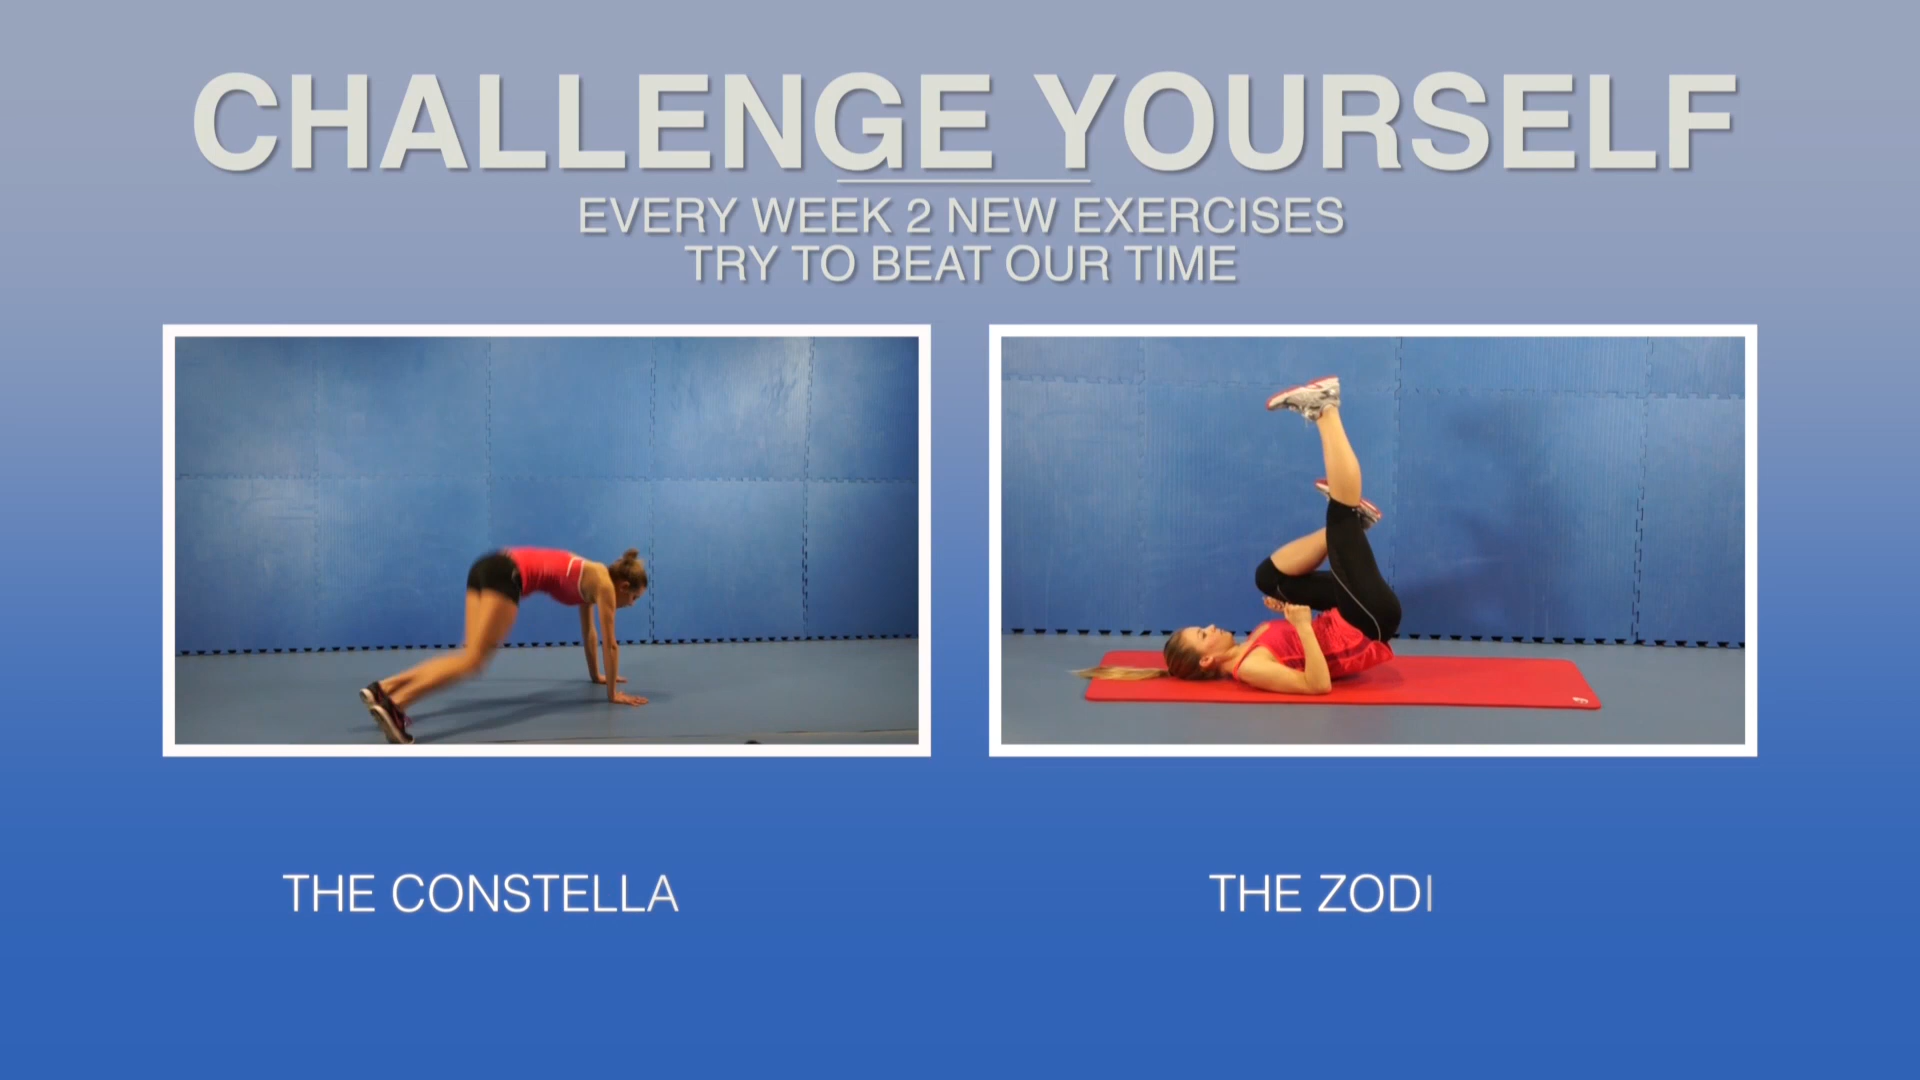 CHALLENGE YOURSELF
EVERY WEEK 2 NEW EXERCISES
TRY TO BEAT OUR TIME
THE CONSTELLA
THE ZODI